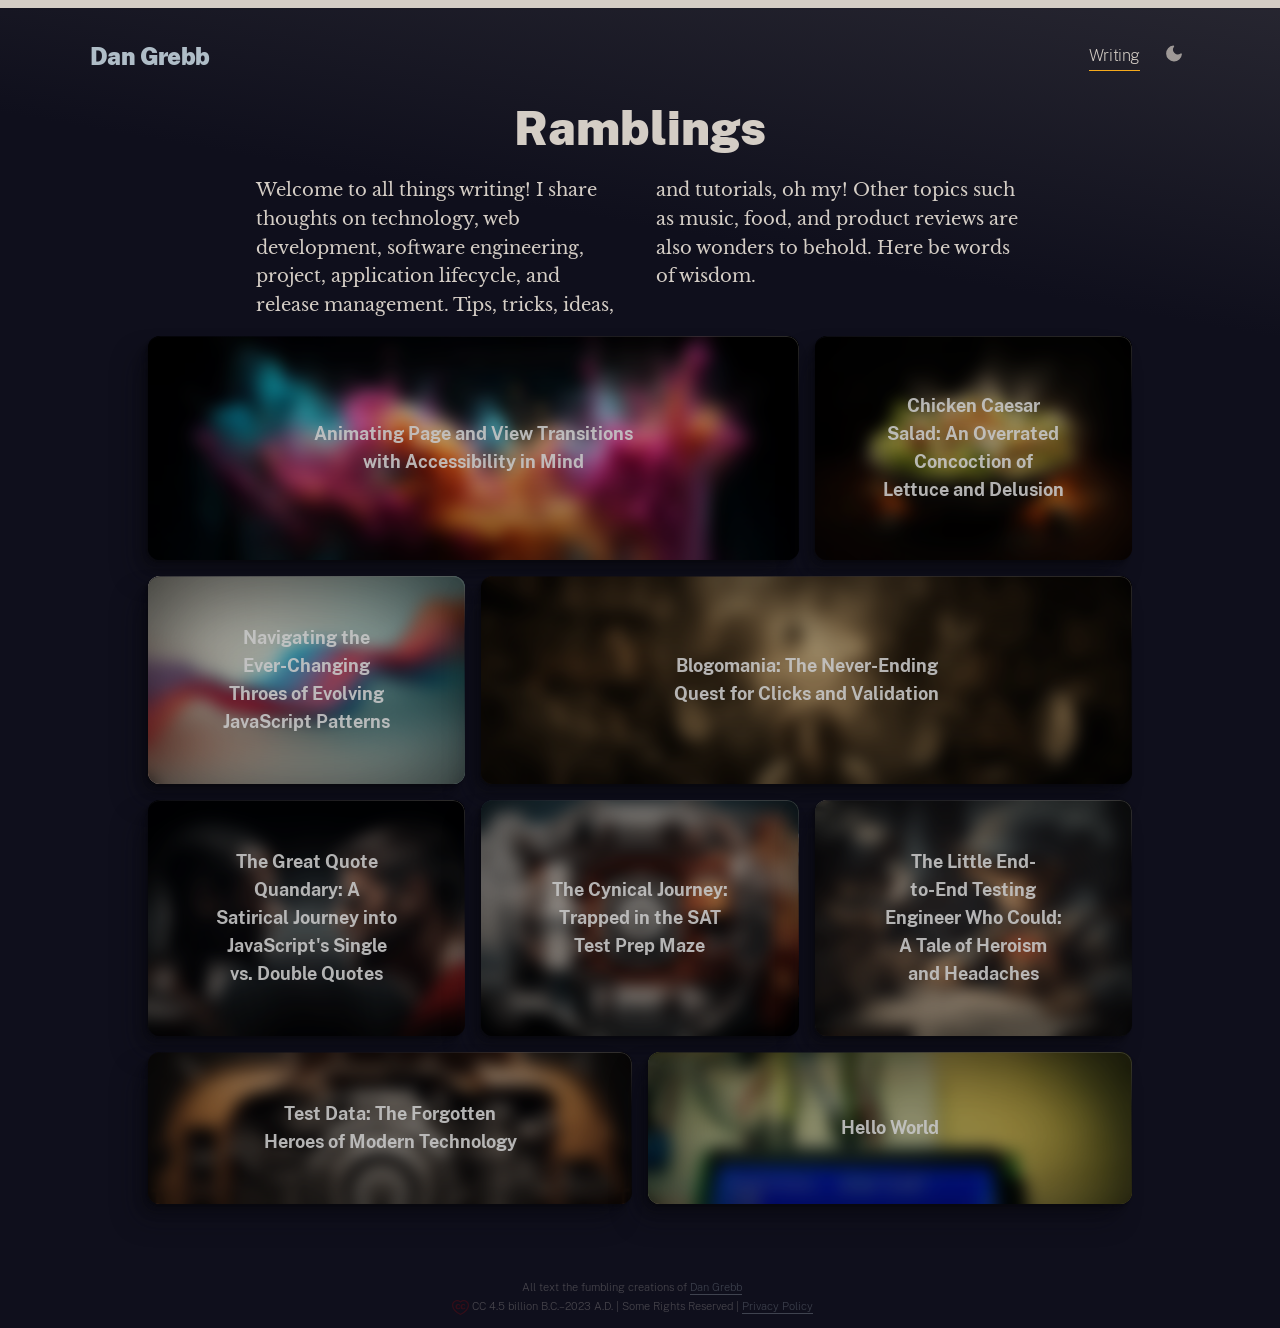 Dan Grebb
Writing
Ramblings
Welcome to all things writing! I share
thoughts on technology, web
development, software engineering,
project, application lifecycle, and
release management. Tips, tricks, ideas,
and tutorials, oh my! Other topics such
as music, food, and product reviews are
also wonders to behold. Here be words
of wisdom.
Animating Page and View Transitions
with Accessibility in Mind
Chicken Caesar
Salad: An Overrated
Concoction of
Lettuce and Delusion
Navigating the
Ever-Changing
Throes of Evolving
JavaScript Patterns
Blogomania: The Never-Ending
Quest for Clicks and Validation
The Great Quote
Quandary: A
Satirical Journey into
JavaScript's Single
vs. Double Quotes
The Cynical Journey:
Trapped in the SAT
Test Prep Maze
The Little End-
to-End Testing
Engineer Who Could:
A Tale of Heroism
and Headaches
Test Data: The Forgotten
Heroes of Modern Technology
Hello World
All text the fumbling creations of Dan Grebb
CC 4.5 billion B.C.–2023 A.D. | Some Rights Reserved | Privacy Policy